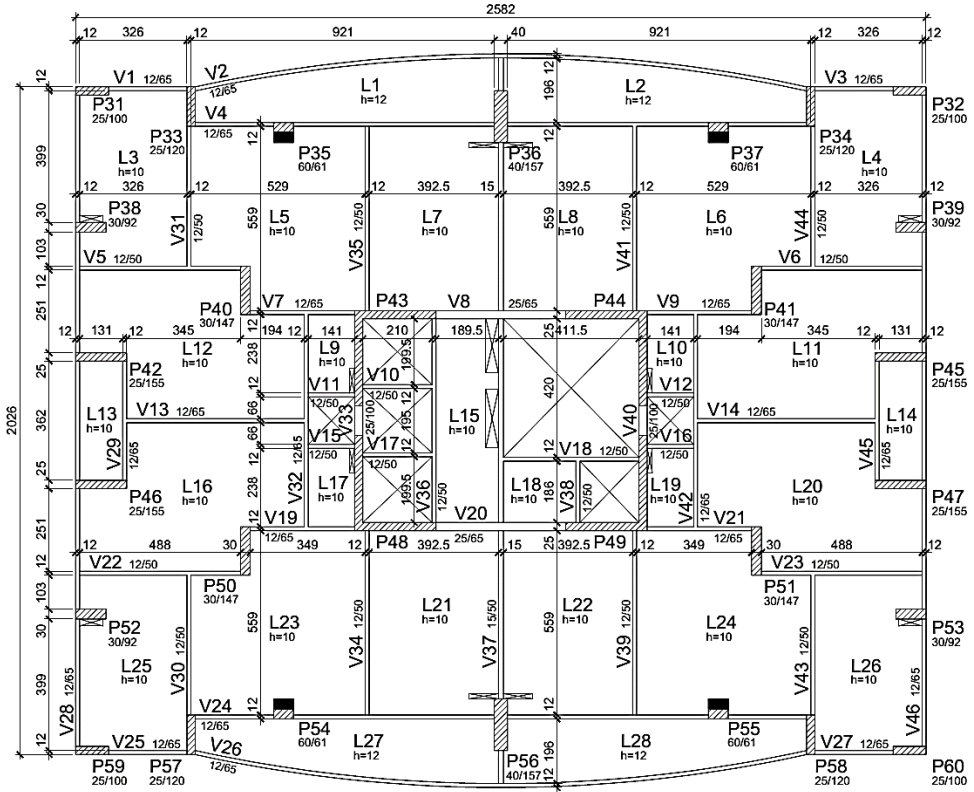 2582
12 326 12 921 40 921 12 326 12
12 V1 12/65 V2 12/65 L1 h=12 196 12 L2 h=12 V3 12/65
P31 25/100 V4 12/65 P32 25/100
P33 25/120 12 P35 60/61 P36 40/157 12 P37 60/61 P34 25/120
399 L3 h=10 L4 h=10
12 326 12 529 12 392.5 15 392.5 12 529 12 326 12
30 P38 30/92 V31 12/50 559 L5 h=10 V35 12/50 L7 h=10 559 L8 h=10 V41 12/50 L6 h=10 V44 12/50 P39 30/92
103
V5 12/50 V6 12/50
12
251 P40 30/147 V7 12/65 P43 V8 25/65 P44 V9 12/65 P41 30/147
12 131 12 345 194 12 141 210 189.5 25 411.5 141 194 345 131 12
L12 h=10 12 238 L9 h=10 199.5 L10 h=10 L11 h=10
25 P42 25/155 V10 12/50 12 420 P45 25/155
12 V11 12/50 V12 12/50
2026 362 L13 h=10 V29 12/65 V13 12/65 66 V33 25/100 195 L15 h=10 V40 25/100 V14 12/65 L14 h=10
66 V15 12/50 V17 12/50 12 12 V18 12/50 V16 12/50 V45 12/65
25 P46 25/155 L16 h=10 238 V32 12/65 L17 h=10 199.5 V36 12/50 L18 h=10 186 V38 12/50 L19 h=10 V42 12/65 L20 h=10 P47 25/155
251 12 V19 12/65 V20 25/65 V21 12/65
12 488 30 349 12 P48 392.5 15 25 392.5 P49 12 349 30 488 12
12 V22 12/50 V23 12/50
103 P50 30/147 P51 30/147
30 P52 30/92 559 L23 h=10 V34 12/50 L21 h=10 V37 15/50 559 L22 h=10 V39 12/50 L24 h=10 V43 12/50 P53 30/92
399 V28 12/65 L25 h=10 V30 12/50 L26 h=10 V46 12/65
V24 12/65 12 P54 60/61 12 P55 60/61
12 V25 12/65 V26 12/65 L27 h=12 196 L28 h=12 V27 12/65
P59 25/100 P57 25/120 P56 40/157 12 P58 25/120 P60 25/100